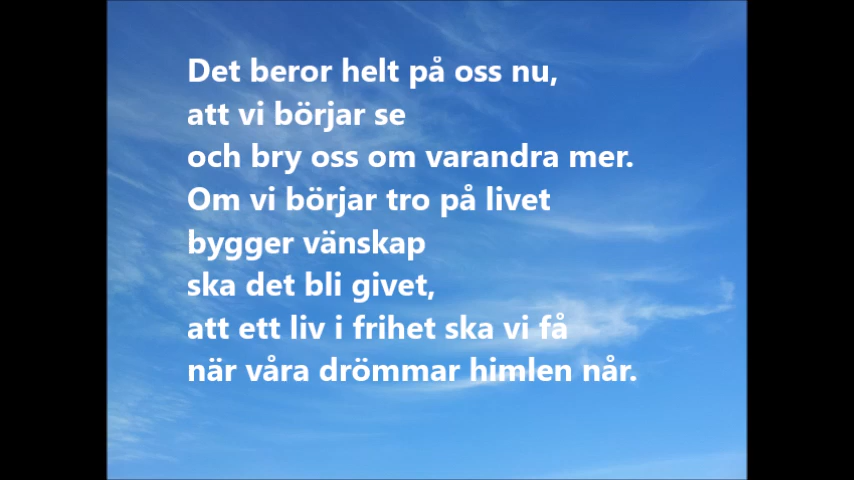 Det beror helt på oss nu,
att vi börjar se
och bry oss om varandra mer.
Om vi börjar tro på livet
bygger vänskap
ska det bli givet,
att ett liv i frihet ska vi få
när våra drömmar himlen når.